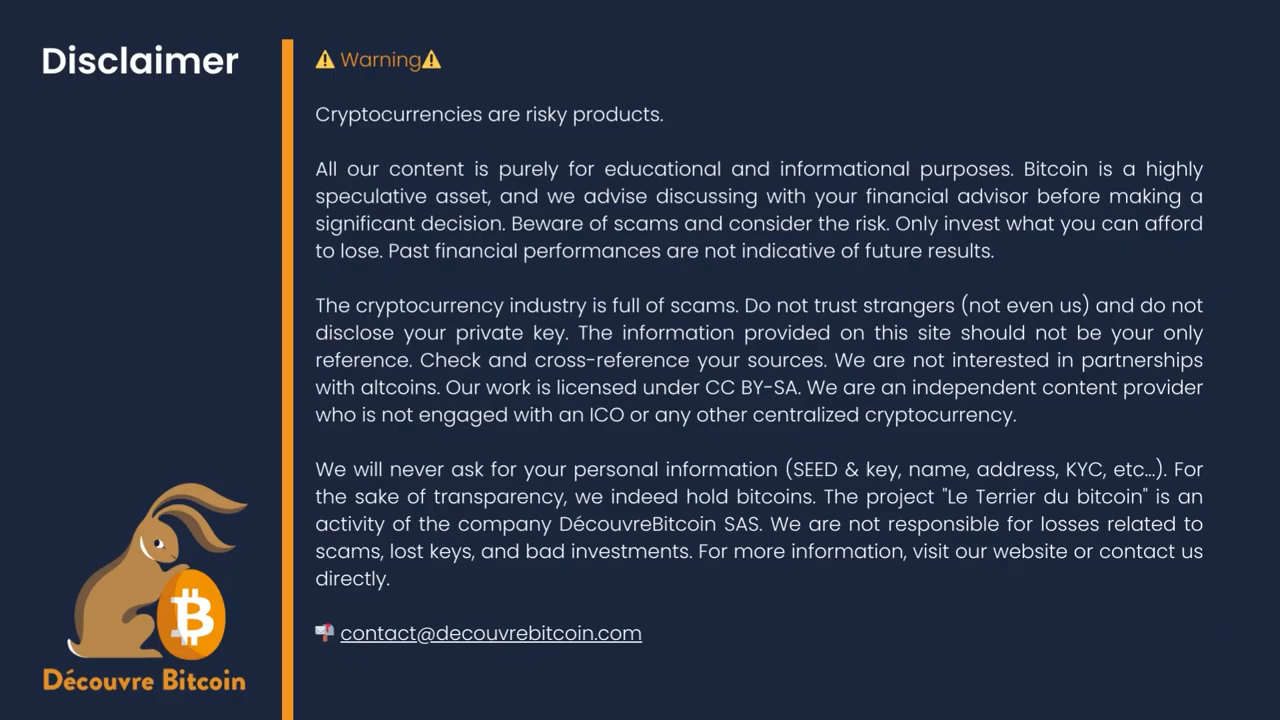 Disclaimer
⚠️ Warning⚠️
Cryptocurrencies are risky products.
All our content is purely for educational and informational purposes. Bitcoin is a highly
speculative asset, and we advise discussing with your financial advisor before making a
significant decision. Beware of scams and consider the risk. Only invest what you can afford
to lose. Past financial performances are not indicative of future results.
The cryptocurrency industry is full of scams. Do not trust strangers (not even us) and do not
disclose your private key. The information provided on this site should not be your only
reference. Check and cross-reference your sources. We are not interested in partnerships
with altcoins. Our work is licensed under CC BY-SA. We are an independent content provider
who is not engaged with an ICO or any other centralized cryptocurrency.
We will never ask for your personal information (SEED & key, name, address, KYC, etc...). For
the sake of transparency, we indeed hold bitcoins. The project "Le Terrier du bitcoin" is an
activity of the company DécouvreBitcoin SAS. We are not responsible for losses related to
scams, lost keys, and bad investments. For more information, visit our website or contact us
directly.
contact@decouvrebitcoin.com
Découvre Bitcoin